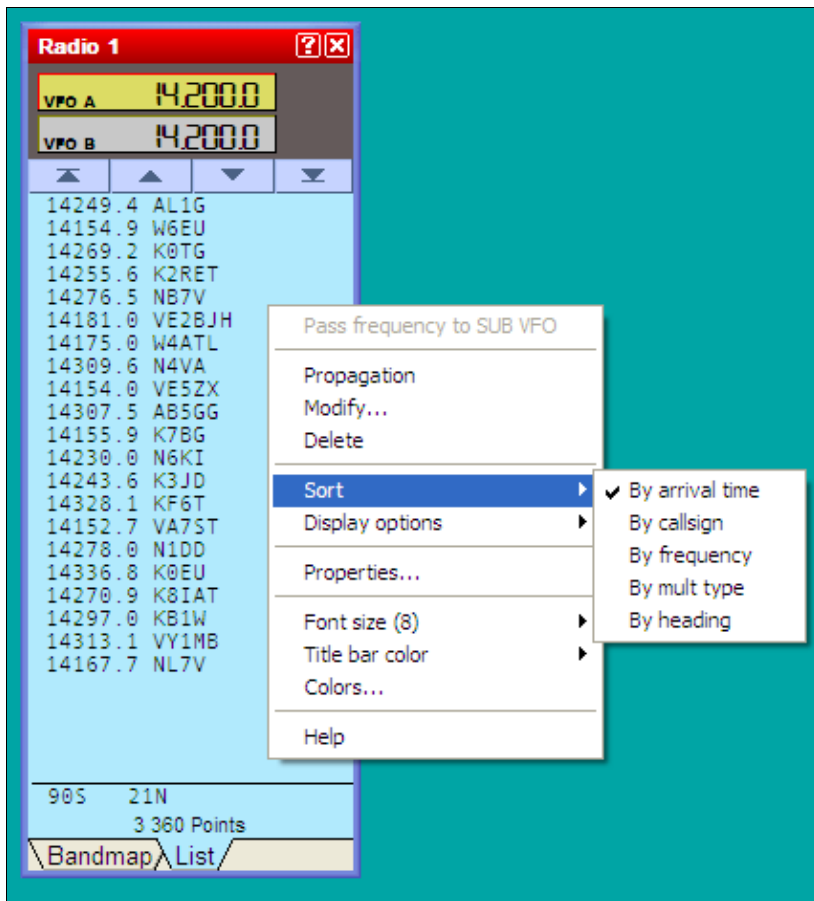 Radio 1
VFO A 14.200.0
VFO B 14.200.0
14249.4 AL1G
14154.9 W6EU
14269.2 K0TG
14255.6 K2RET
14276.5 NB7V
14181.0 VE2BJH
14175.0 W4ATL
14309.6 N4VA
14154.0 VE5ZX
14307.5 AB5GG
14155.9 K7BG
14230.0 N6KI
14243.6 K3JD
14328.1 KF6T
14152.7 VA7ST
14278.0 N1DD
14336.8 K0EU
14270.9 K8IAT
14297.0 KB1W
14313.1 VY1MB
14167.7 NL7V
90S 21N
3 360 Points
Bandmap List
Pass frequency to SUB VFO
Propagation
Modify...
Delete
Sort
Display options
Properties...
Font size (8)
Title bar color
Colors...
Help
By arrival time
By callsign
By frequency
By mult type
By heading